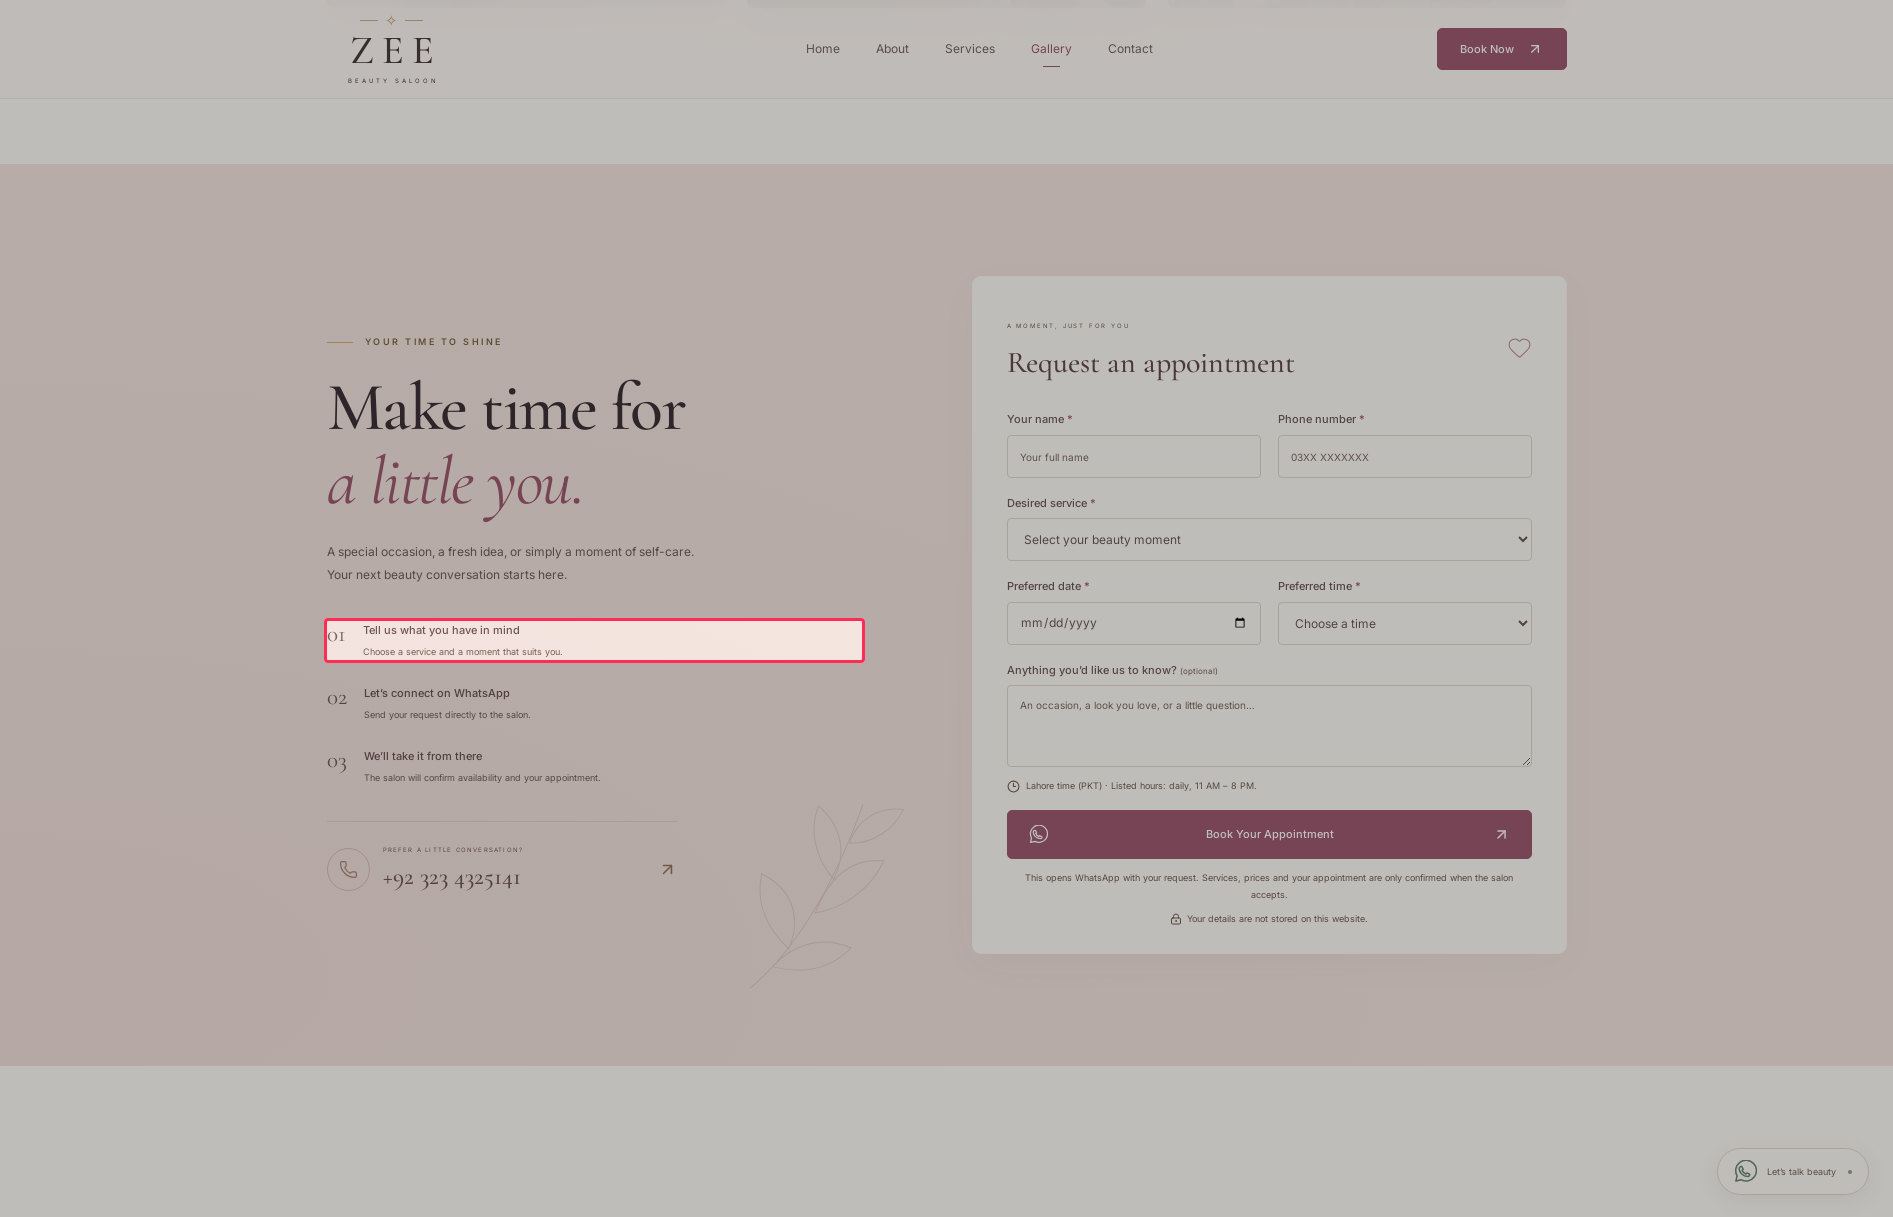 ZEE
BEAUTY SALOON
Home
About
Services
Gallery
Contact
Book Now
YOUR TIME TO SHINE
Make time for
a little you.
A special occasion, a fresh idea, or simply a moment of self-care.
Your next beauty conversation starts here.
01
Tell us what you have in mind
Choose a service and a moment that suits you.
02
Let's connect on WhatsApp
Send your request directly to the salon.
03
We'll take it from there
The salon will confirm availability and your appointment.
PREFER A LITTLE CONVERSATION?
+92 323 4325141
A MOMENT, JUST FOR YOU
Request an appointment
Your name *
Phone number *
Your full name
03XX XXXXXXX
Desired service *
Select your beauty moment
Preferred date *
Preferred time *
mm/dd/yyyy
Choose a time
Anything you'd like us to know? (optional)
An occasion, a look you love, or a little question...
Lahore time (PKT) · Listed hours: daily, 11 AM – 8 PM.
Book Your Appointment
This opens WhatsApp with your request. Services, prices and your appointment are only confirmed when the salon
accepts.
Your details are not stored on this website.
Let's talk beauty